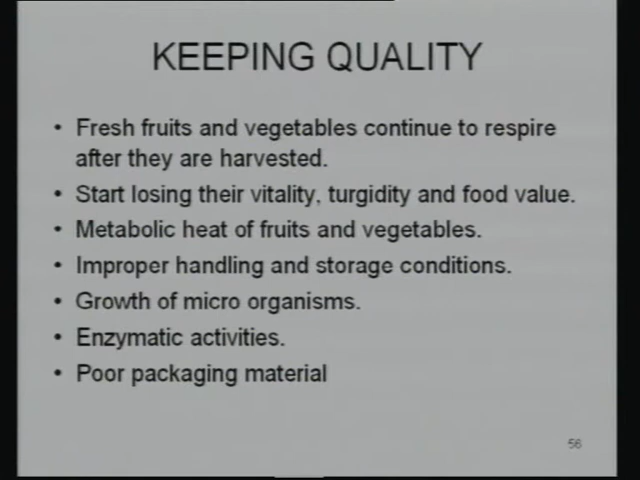 KEEPING QUALITY
• Fresh fruits and vegetables continue to respire
after they are harvested.
• Start losing their vitality, turgidity and food value.
• Metabolic heat of fruits and vegetables.
• Improper handling and storage conditions.
• Growth of micro organisms.
• Enzymatic activities.
• Poor packaging material
56